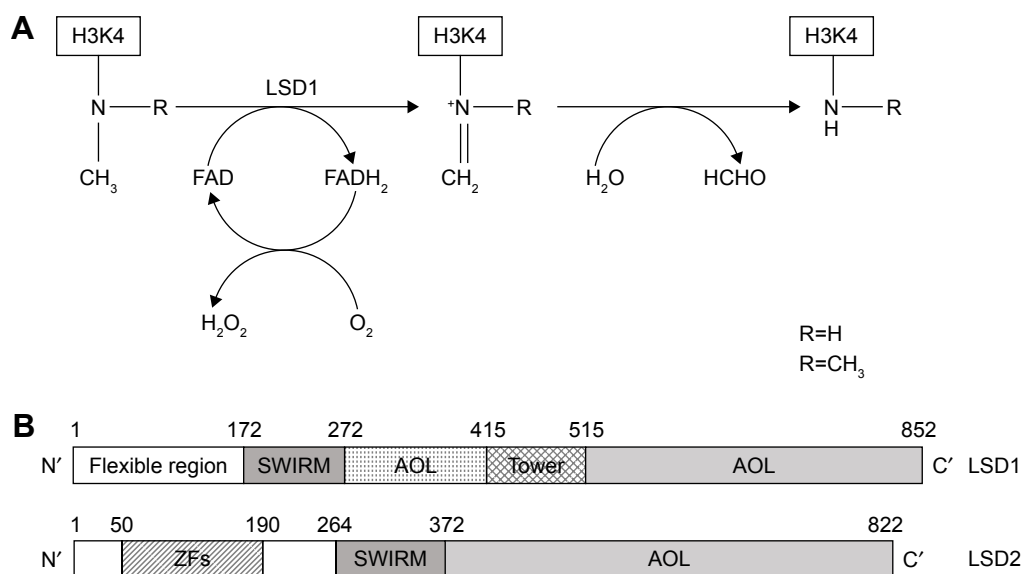 A
H3K4 H3K4 H3K4
LSD1
N R ⁺N R N R
H
CH₃ FAD FADH₂ CH₂ H₂O HCHO
H₂O₂ O₂
R=H
R=CH₃
B
1 172 272 415 515 852
N′ Flexible region SWIRM AOL Tower AOL C′ LSD1
1 50 190 264 372 822
N′ ZFs SWIRM AOL C′ LSD2